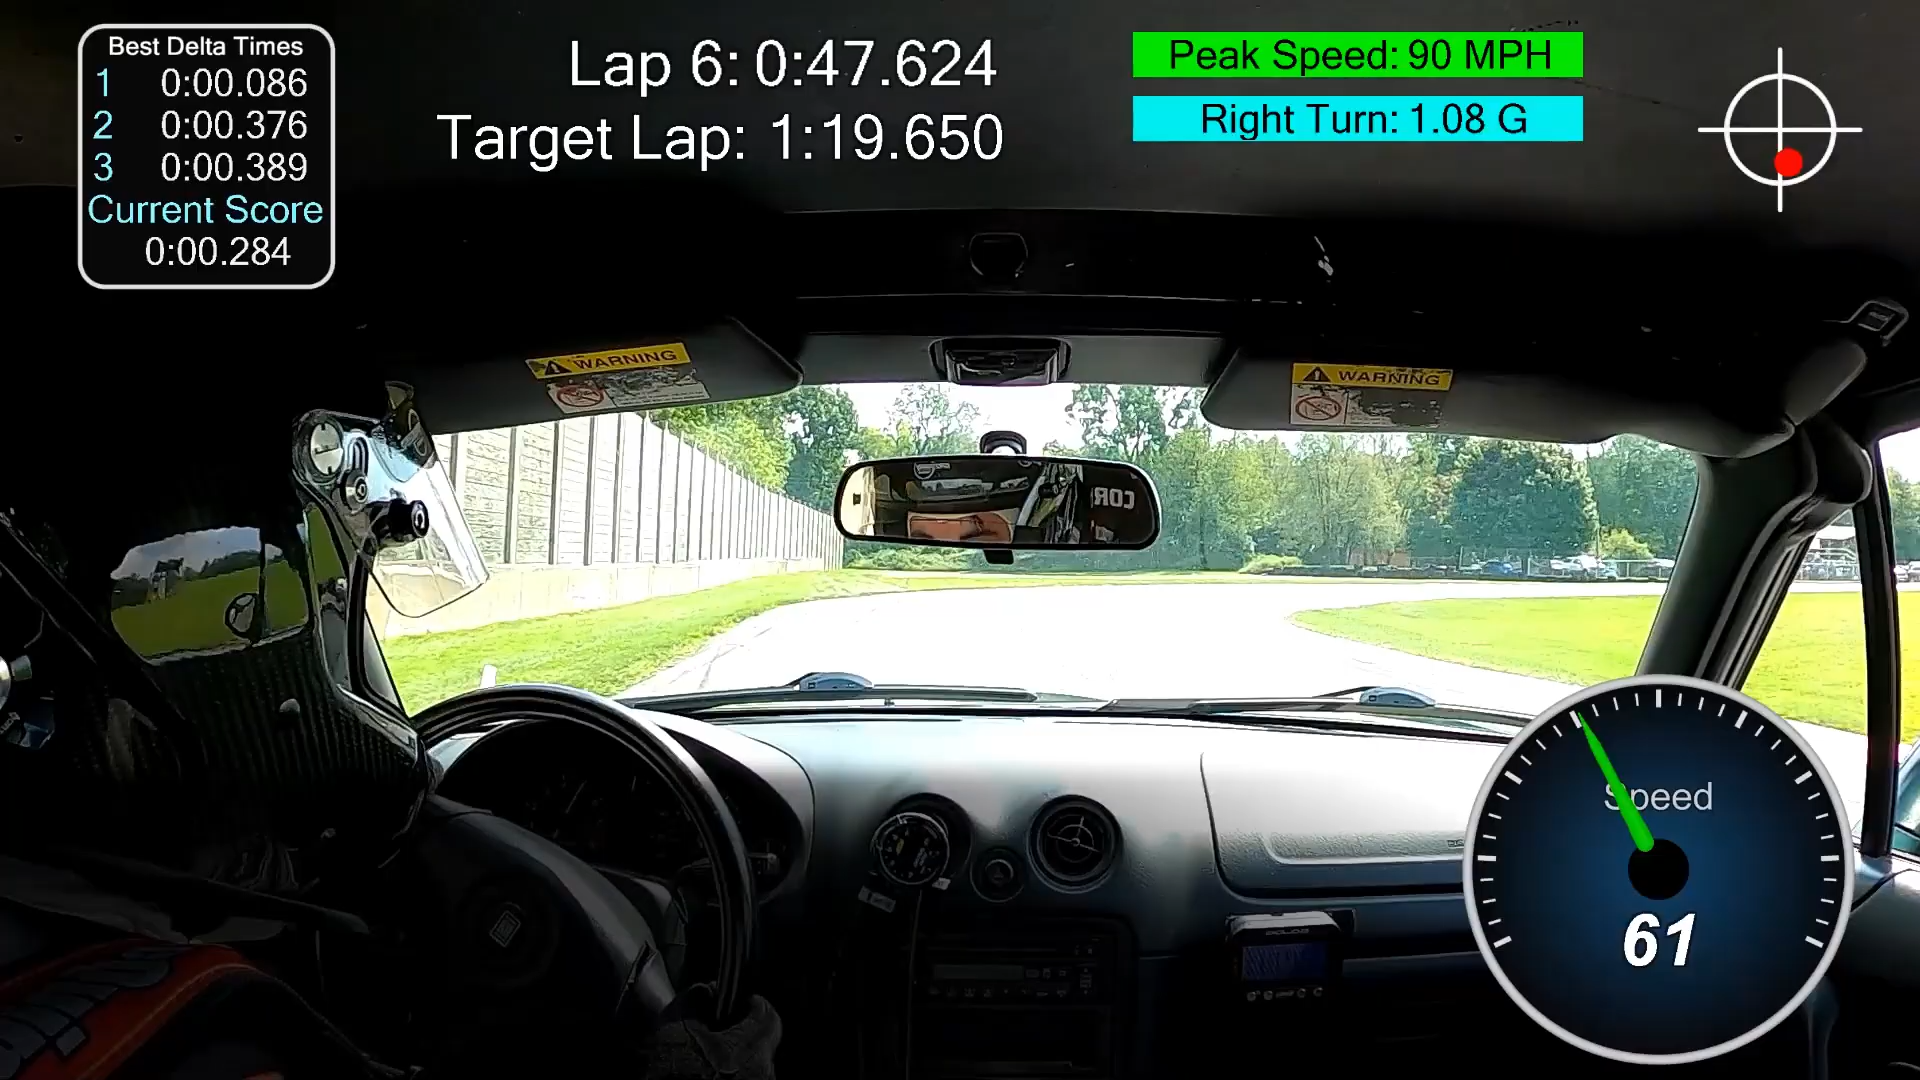 Best Delta Times
1 0:00.086
2 0:00.376
3 0:00.389
Current Score
0:00.284
Lap 6: 0:47.624
Target Lap: 1:19.650
Peak Speed: 90 MPH
Right Turn: 1.08 G
WARNING
WARNING
COR
Speed
61